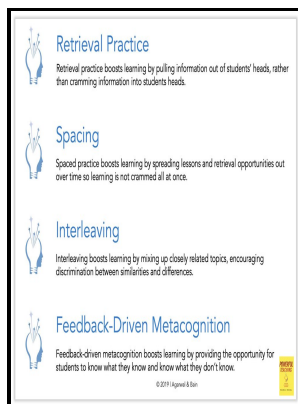 Retrieval Practice
Retrieval practice boosts learning by pulling information out of students' heads, rather
than cramming information into students heads.
Spacing
Spaced practice boosts learning by spreading lessons and retrieval opportunities out
over time so learning is not crammed all at once.
Interleaving
Interleaving boosts learning by mixing up closely related topics, encouraging
discrimination between similarities and differences.
Feedback-Driven Metacognition
Feedback-driven metacognition boosts learning by providing the opportunity for
students to know what they know and know what they don't know.
© 2019 | Agarwal & Bain